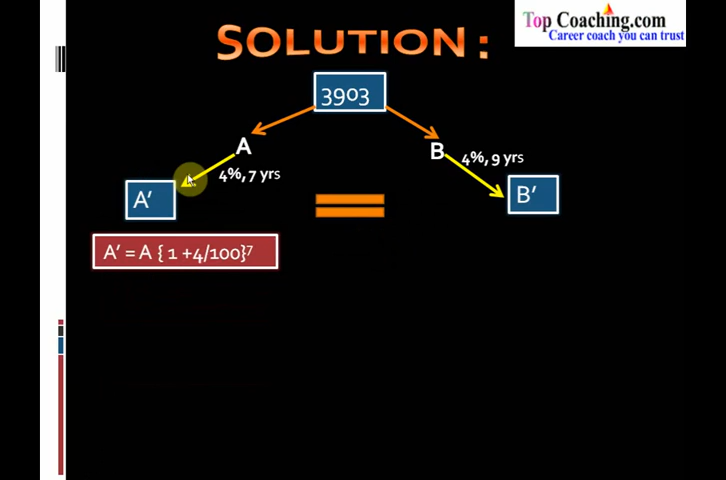 Top Coaching.com
Career coach you can trust
SOLUTION :
3903
A
B
4%, 9 yrs
4%, 7 yrs
A'
B'
A' = A { 1 +4/100}⁷